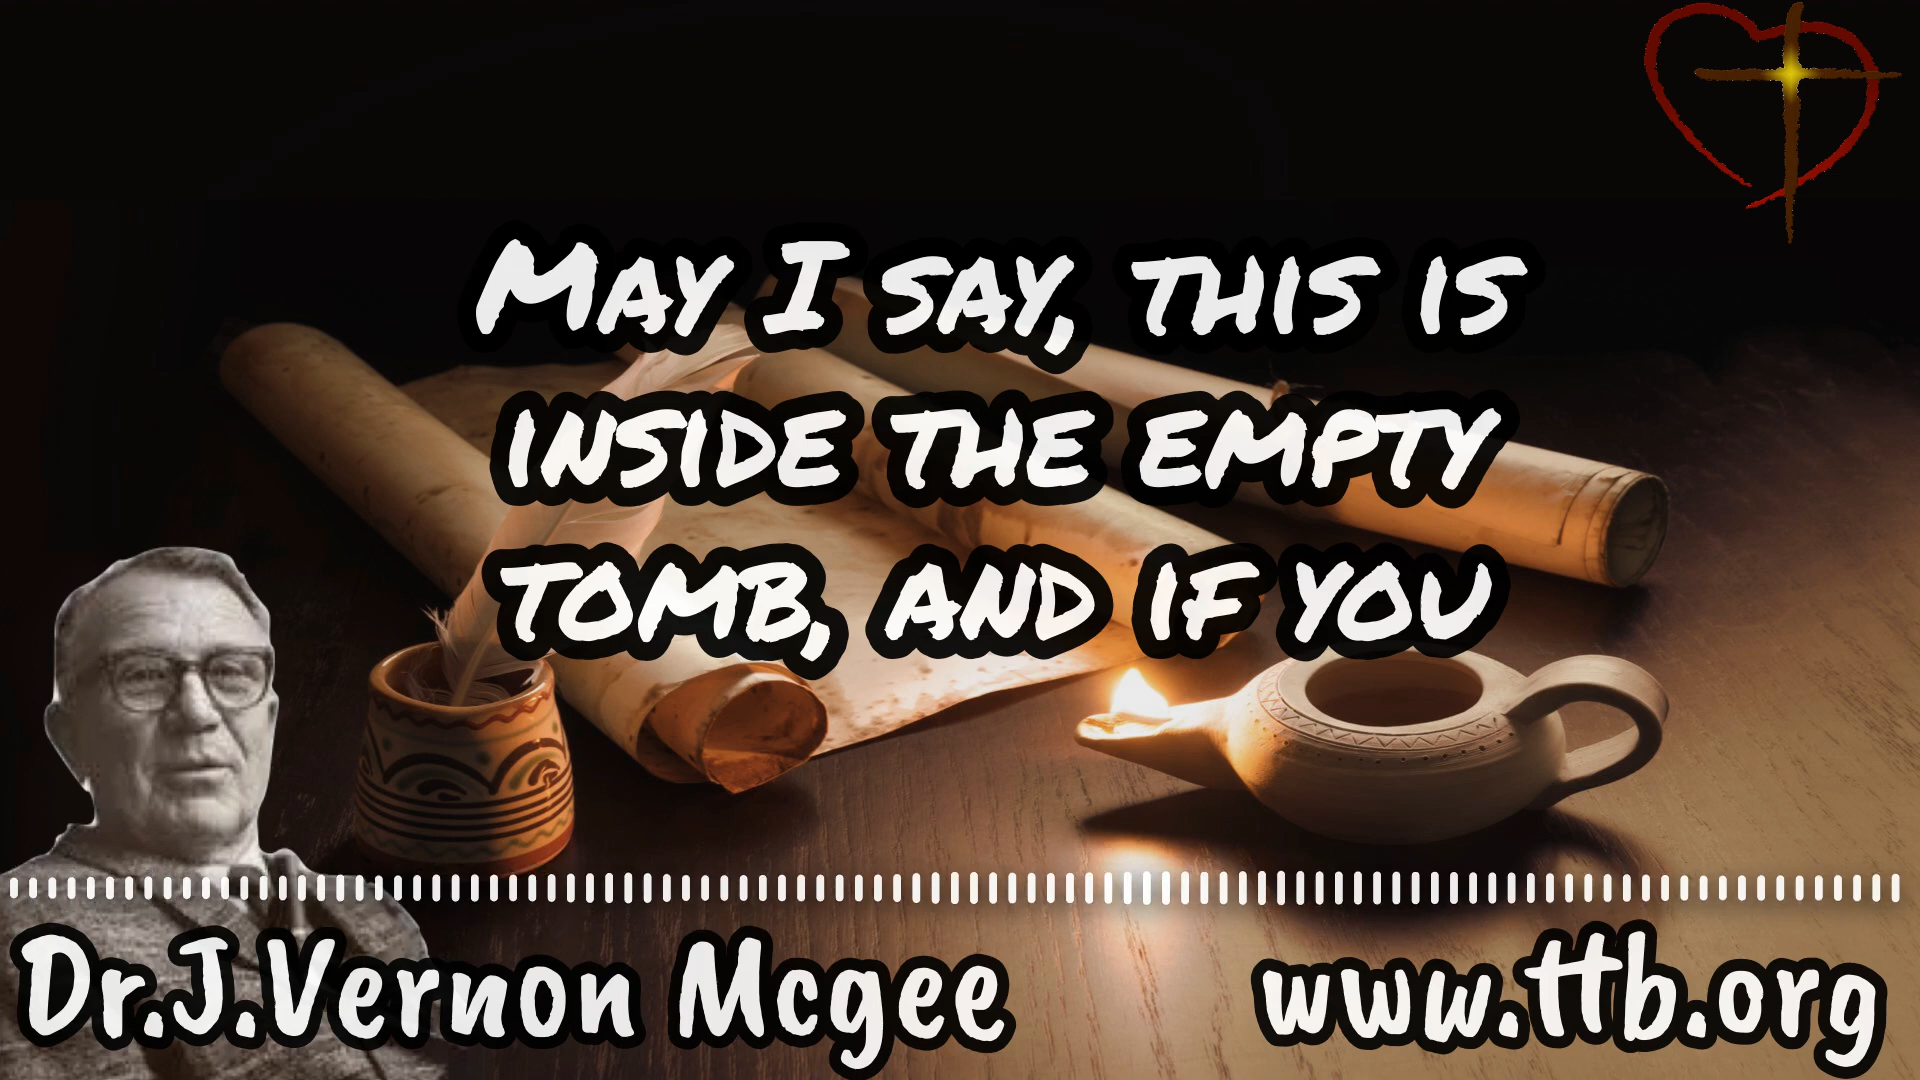 May I say, this is
inside the empty
tomb, and if you
Dr.J.Vernon Mcgee
www.ttb.org